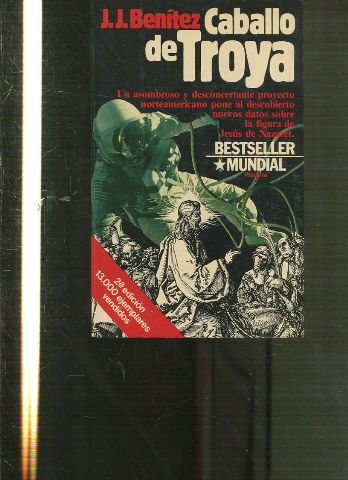 J.J.Benítez Caballo
de Troya
Un asombroso y desconcertante proyecto
norteamericano pone al descubierto
nuevos datos sobre
la figura de
Jesús de Nazaret.
BESTSELLER
★MUNDIAL
Planeta
2ª edición
13.000 ejemplares
vendidos